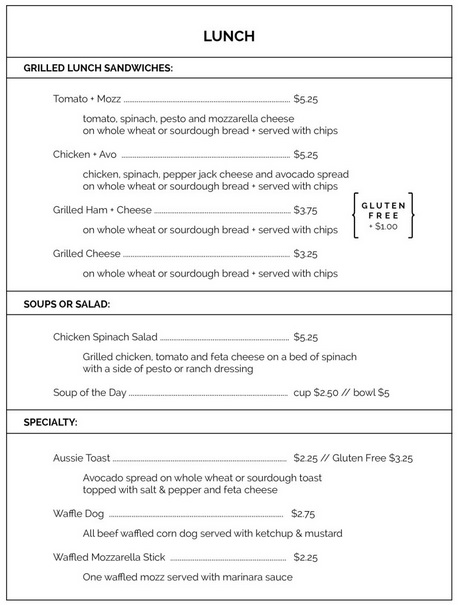 LUNCH
GRILLED LUNCH SANDWICHES:
Tomato + Mozz ........................ $5.25
tomato, spinach, pesto and mozzarella cheese
on whole wheat or sourdough bread + served with chips
Chicken + Avo ........................ $5.25
chicken, spinach, pepper jack cheese and avocado spread
on whole wheat or sourdough bread + served with chips
Grilled Ham + Cheese ........................ $3.75
on whole wheat or sourdough bread + served with chips
GLUTEN
FREE
+ $1.00
Grilled Cheese ........................ $3.25
on whole wheat or sourdough bread + served with chips
SOUPS OR SALAD:
Chicken Spinach Salad ........................ $5.25
Grilled chicken, tomato and feta cheese on a bed of spinach
with a side of pesto or ranch dressing
Soup of the Day ........................ cup $2.50 // bowl $5
SPECIALTY:
Aussie Toast ........................ $2.25 // Gluten Free $3.25
Avocado spread on whole wheat or sourdough toast
topped with salt & pepper and feta cheese
Waffle Dog ........................ $2.75
All beef waffled corn dog served with ketchup & mustard
Waffled Mozzarella Stick ........................ $2.25
One waffled mozz served with marinara sauce